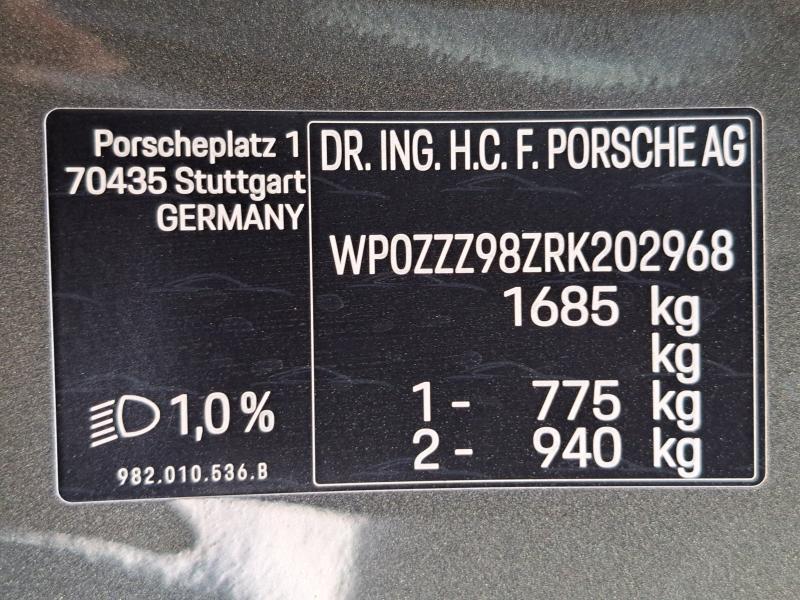 Porscheplatz 1
70435 Stuttgart
GERMANY
DR. ING. H.C. F. PORSCHE AG
WP0ZZZ98ZRK202968
1685 kg
kg
1 - 775 kg
2 - 940 kg
1,0 %
982.010.536.B